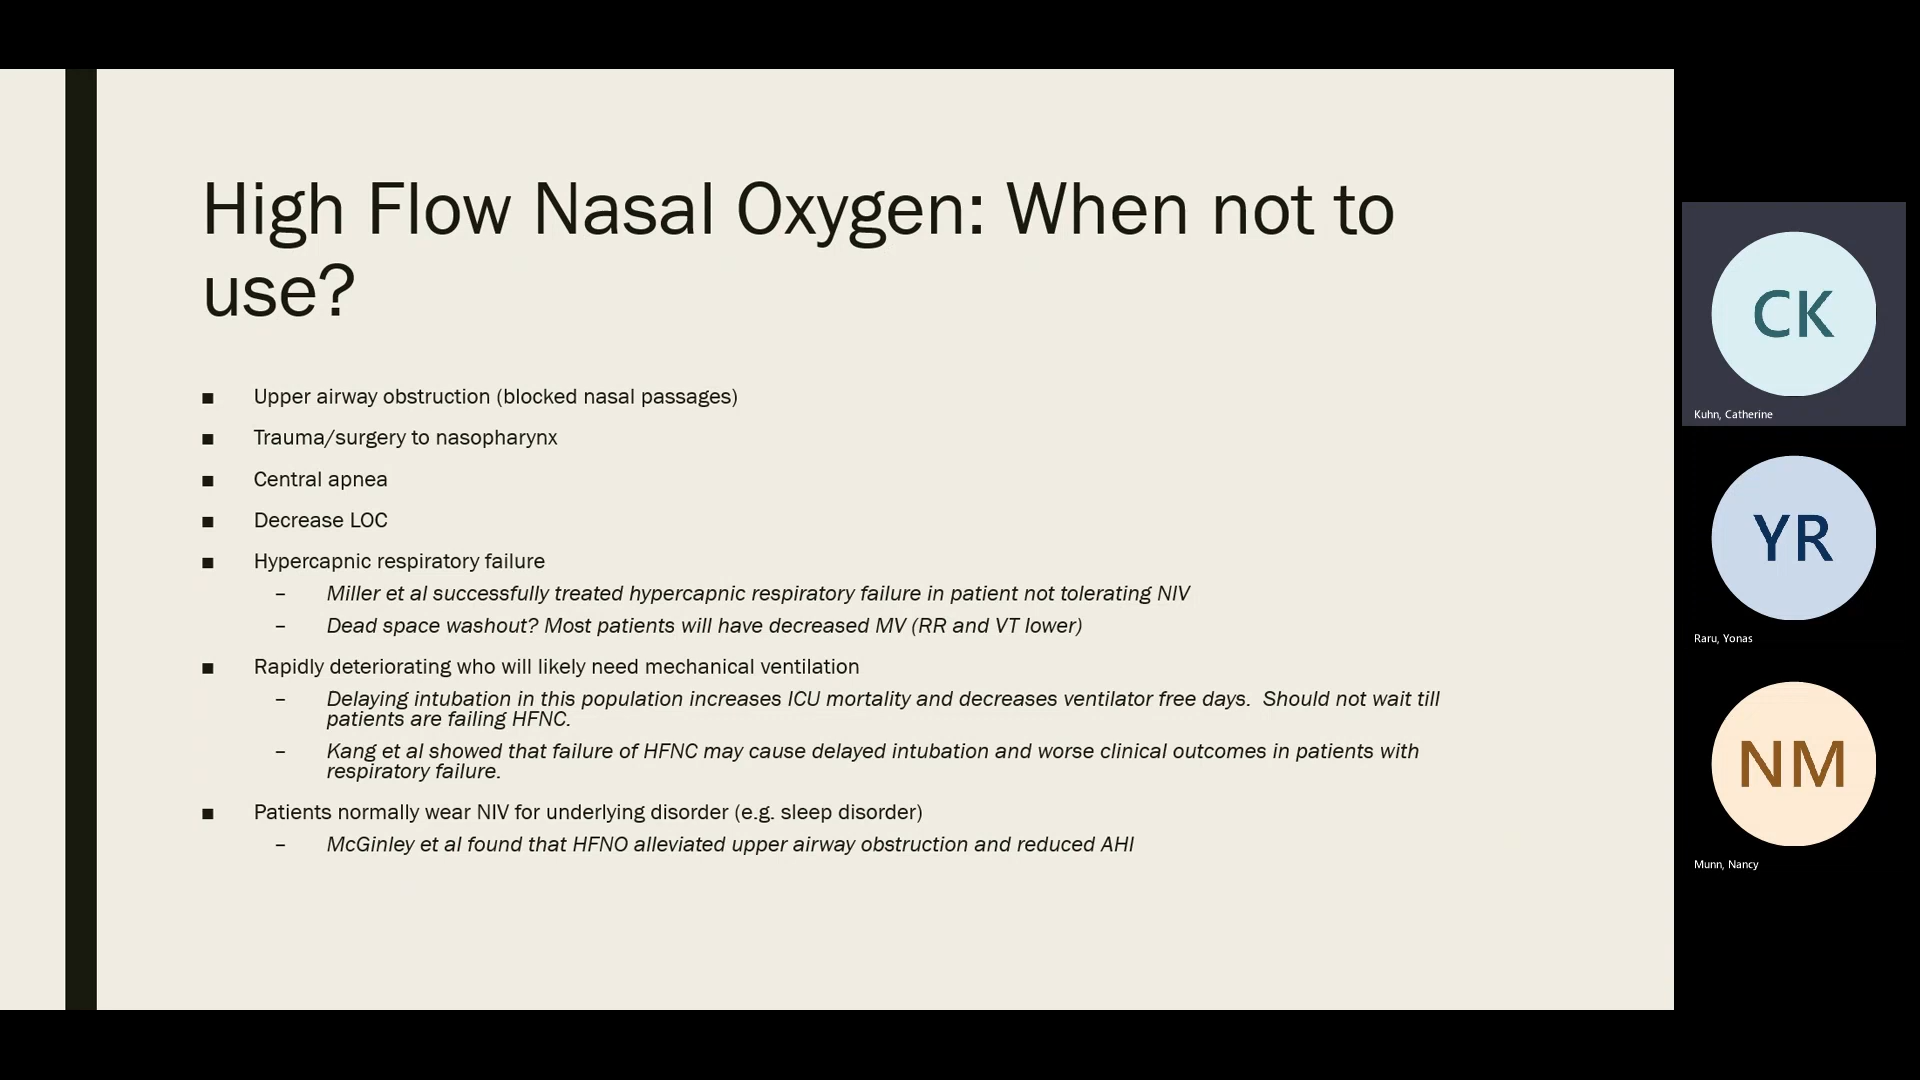 High Flow Nasal Oxygen: When not to
use?
■ Upper airway obstruction (blocked nasal passages)
■ Trauma/surgery to nasopharynx
■ Central apnea
■ Decrease LOC
■ Hypercapnic respiratory failure
– Miller et al successfully treated hypercapnic respiratory failure in patient not tolerating NIV
– Dead space washout? Most patients will have decreased MV (RR and VT lower)
■ Rapidly deteriorating who will likely need mechanical ventilation
– Delaying intubation in this population increases ICU mortality and decreases ventilator free days.  Should not wait till
patients are failing HFNC.
– Kang et al showed that failure of HFNC may cause delayed intubation and worse clinical outcomes in patients with
respiratory failure.
■ Patients normally wear NIV for underlying disorder (e.g. sleep disorder)
– McGinley et al found that HFNO alleviated upper airway obstruction and reduced AHI
CK
Kuhn, Catherine
YR
Raru, Yonas
NM
Munn, Nancy